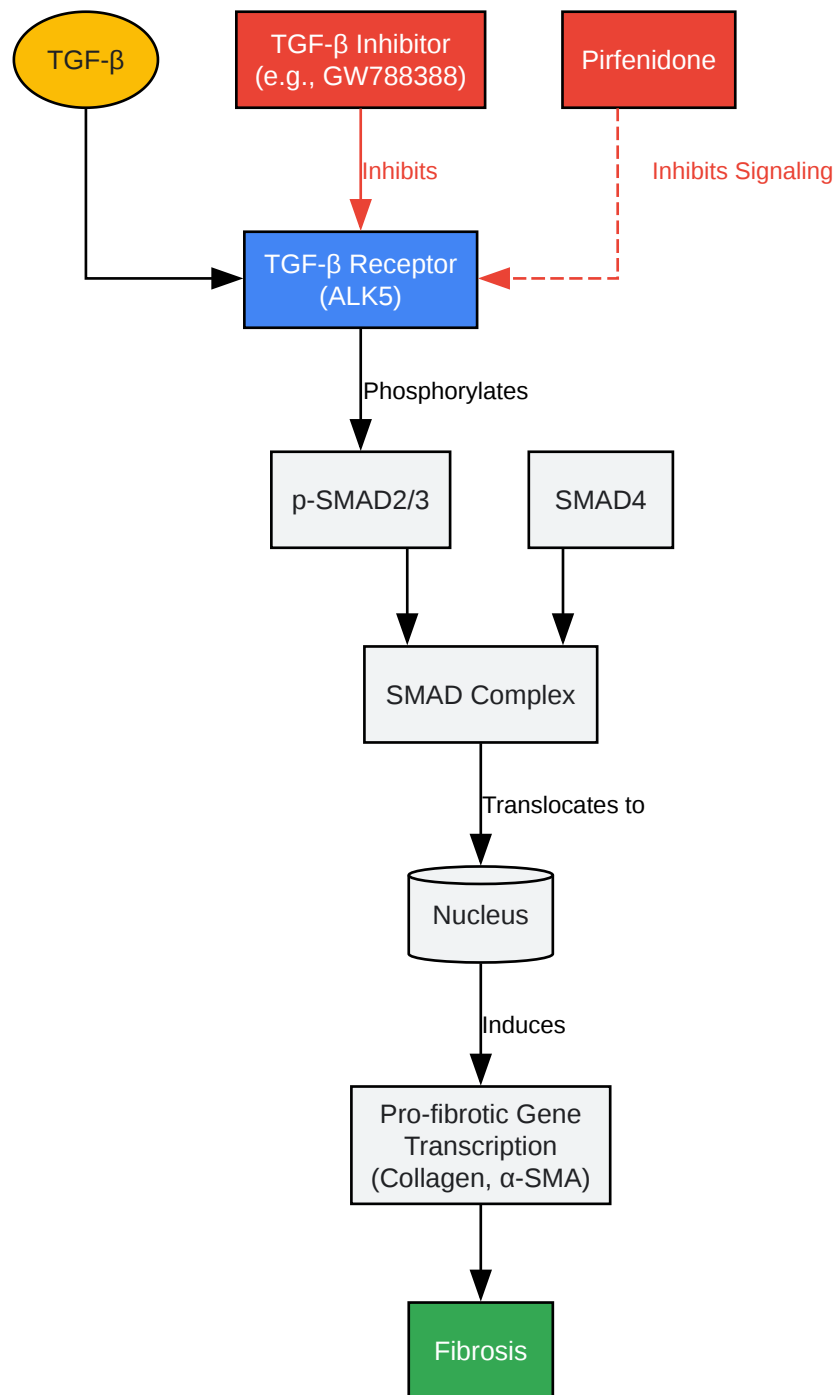 TGF-β
TGF-β Inhibitor
(e.g., GW788388)
Pirfenidone
Inhibits
Inhibits Signaling
TGF-β Receptor
(ALK5)
Phosphorylates
p-SMAD2/3
SMAD4
SMAD Complex
Translocates to
Nucleus
Induces
Pro-fibrotic Gene
Transcription
(Collagen, α-SMA)
Fibrosis